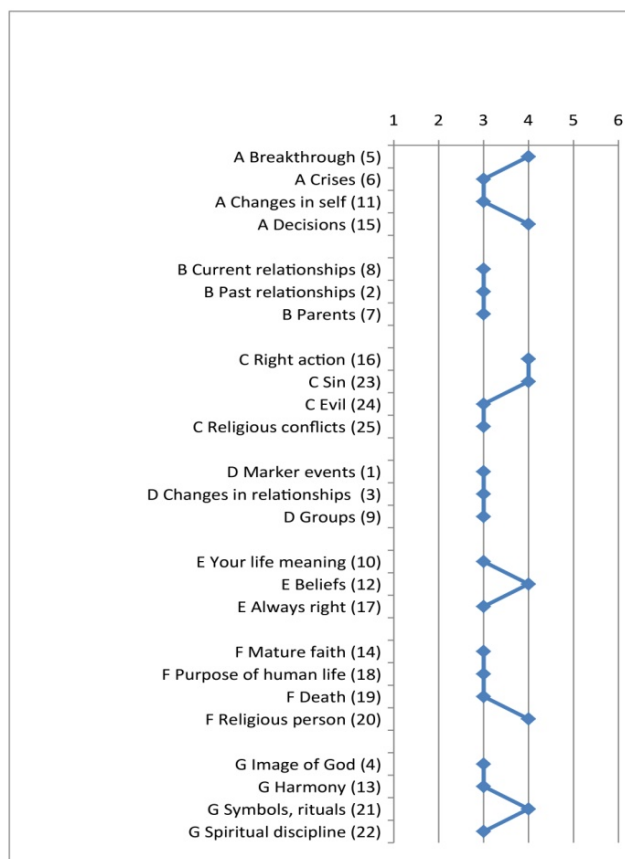 1 2 3 4 5 6
A Breakthrough (5)
A Crises (6)
A Changes in self (11)
A Decisions (15)
B Current relationships (8)
B Past relationships (2)
B Parents (7)
C Right action (16)
C Sin (23)
C Evil (24)
C Religious conflicts (25)
D Marker events (1)
D Changes in relationships (3)
D Groups (9)
E Your life meaning (10)
E Beliefs (12)
E Always right (17)
F Mature faith (14)
F Purpose of human life (18)
F Death (19)
F Religious person (20)
G Image of God (4)
G Harmony (13)
G Symbols, rituals (21)
G Spiritual discipline (22)